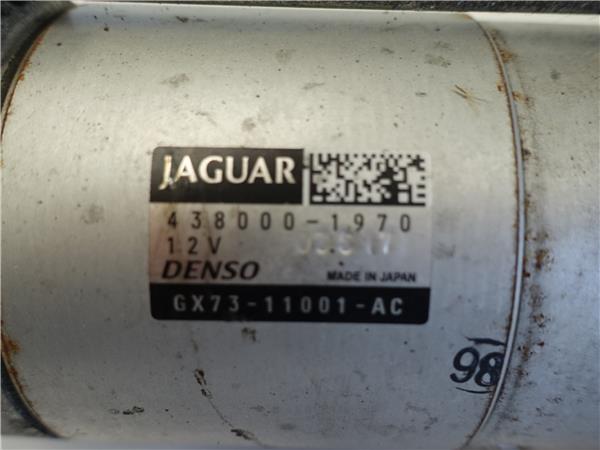 JAGUAR
438000-1970
12V
DENSO MADE IN JAPAN
GX73-11001-AC
98